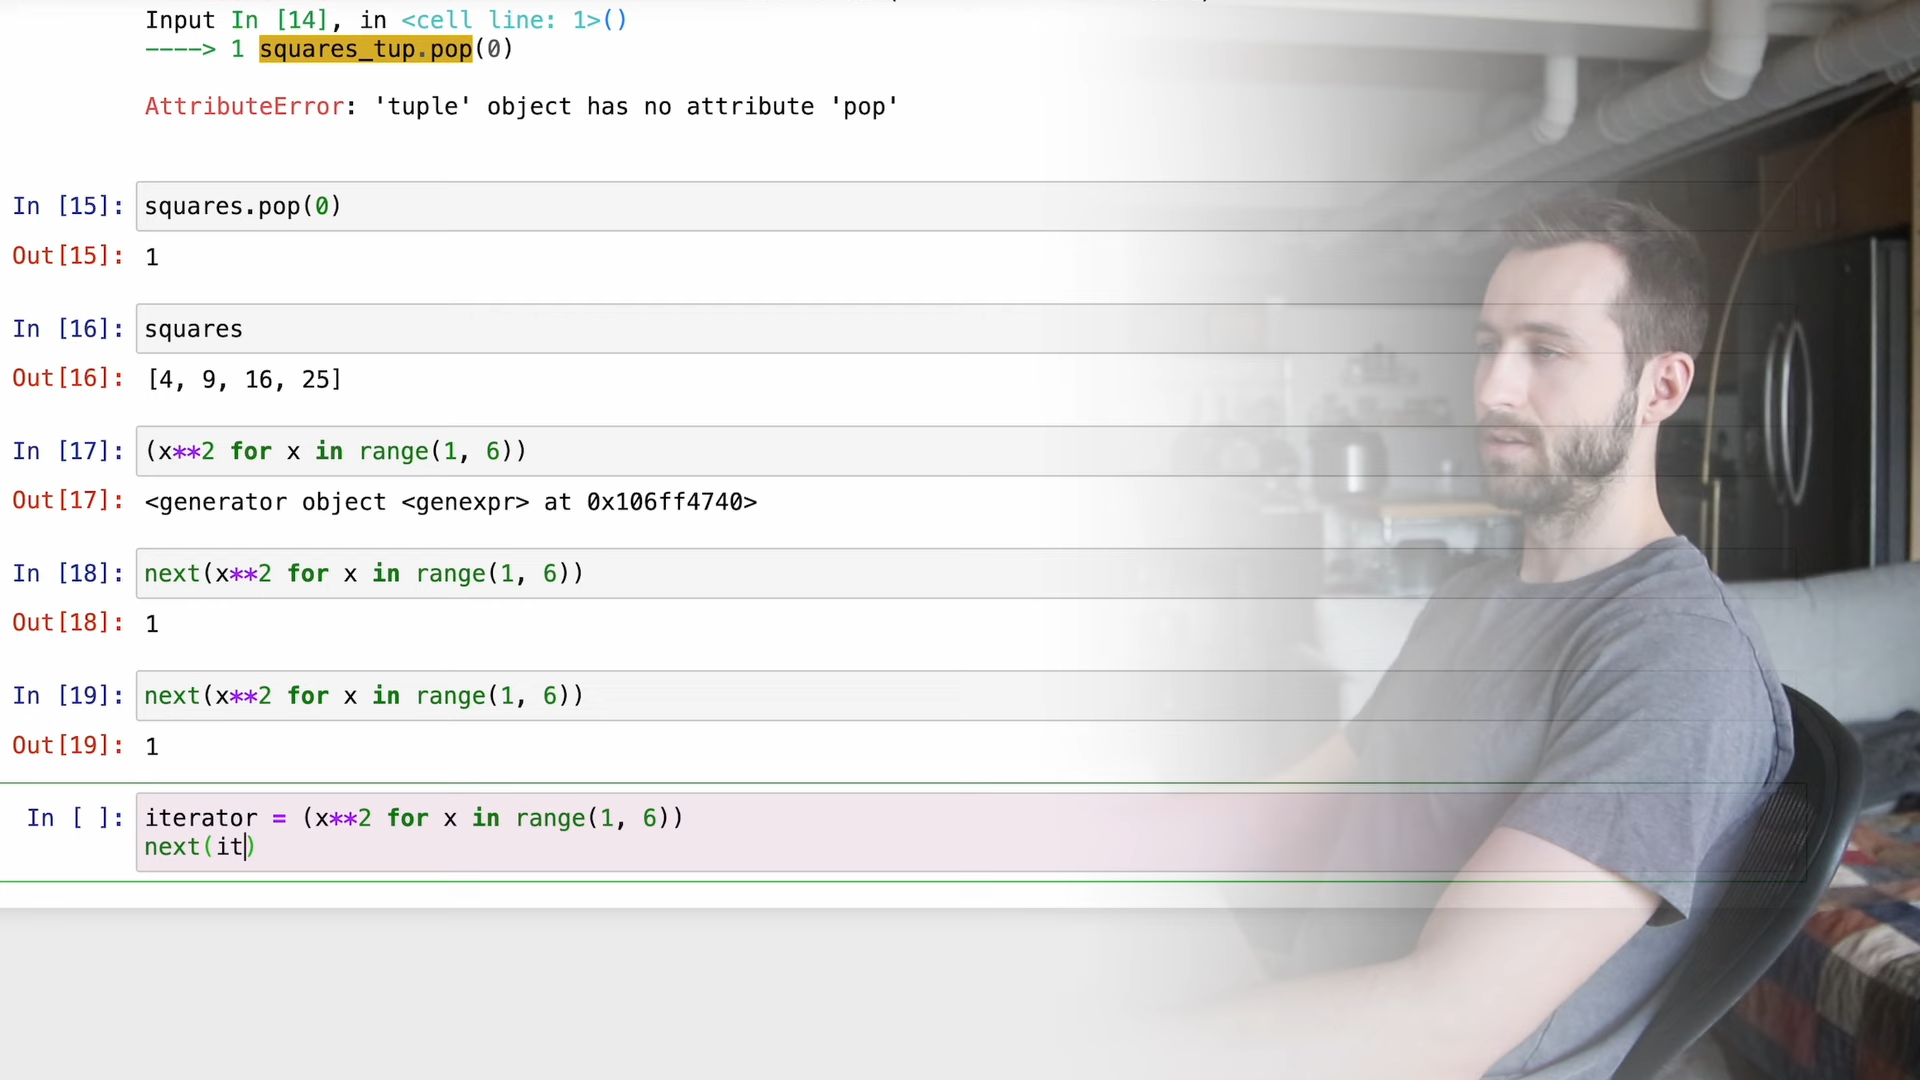 Input In [14], in <cell line: 1>()
----> 1 squares_tup.pop(0)
AttributeError: 'tuple' object has no attribute 'pop'
In [15]: squares.pop(0)
Out[15]: 1
In [16]: squares
Out[16]: [4, 9, 16, 25]
In [17]: (x**2 for x in range(1, 6))
Out[17]: <generator object <genexpr> at 0x106ff4740>
In [18]: next(x**2 for x in range(1, 6))
Out[18]: 1
In [19]: next(x**2 for x in range(1, 6))
Out[19]: 1
In [ ]: iterator = (x**2 for x in range(1, 6))
next(it)